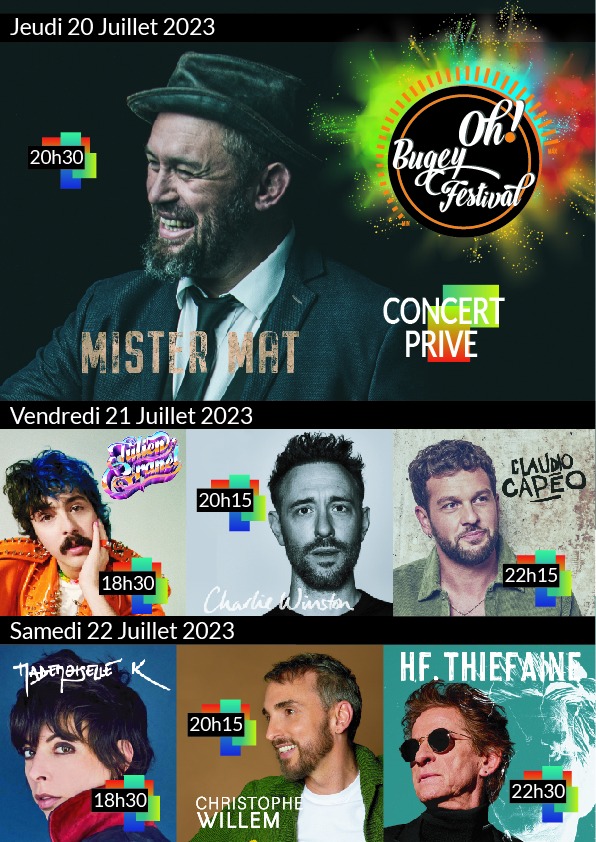 Jeudi 20 Juillet 2023
20h30
Oh!
Bugey
Festival
CONCERT
PRIVE
MISTER MAT
Vendredi 21 Juillet 2023
Julien
Granel
18h30
20h15
Charlie Winston
CLAUDIO
CAPEO
22h15
Samedi 22 Juillet 2023
MADEMOISELLE K
18h30
20h15
CHRISTOPHE
WILLEM
HF. THIEFAINE
22h30